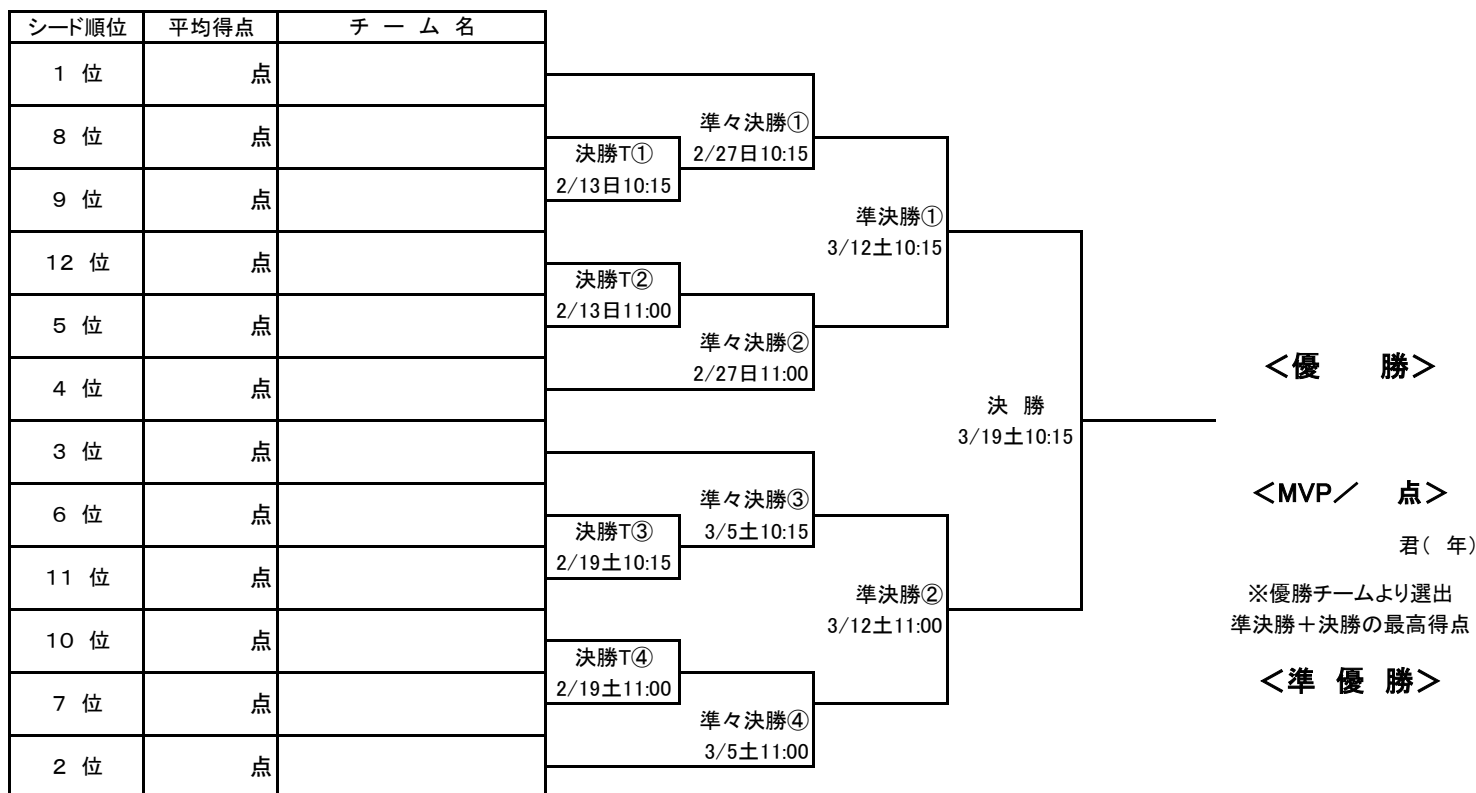 シード順位 平均得点 チ ー ム 名
1 位 点
8 位 点
9 位 点
12 位 点
5 位 点
4 位 点
3 位 点
6 位 点
11 位 点
10 位 点
7 位 点
2 位 点
決勝T①
2/13日10:15
決勝T②
2/13日11:00
決勝T③
2/19土10:15
決勝T④
2/19土11:00
準々決勝①
2/27日10:15
準々決勝②
2/27日11:00
準々決勝③
3/5土10:15
準々決勝④
3/5土11:00
準決勝①
3/12土10:15
準決勝②
3/12土11:00
決 勝
3/19土10:15
＜優 勝＞
＜MVP／ 点＞
君( 年)
※優勝チームより選出
準決勝＋決勝の最高得点
＜準 優 勝＞